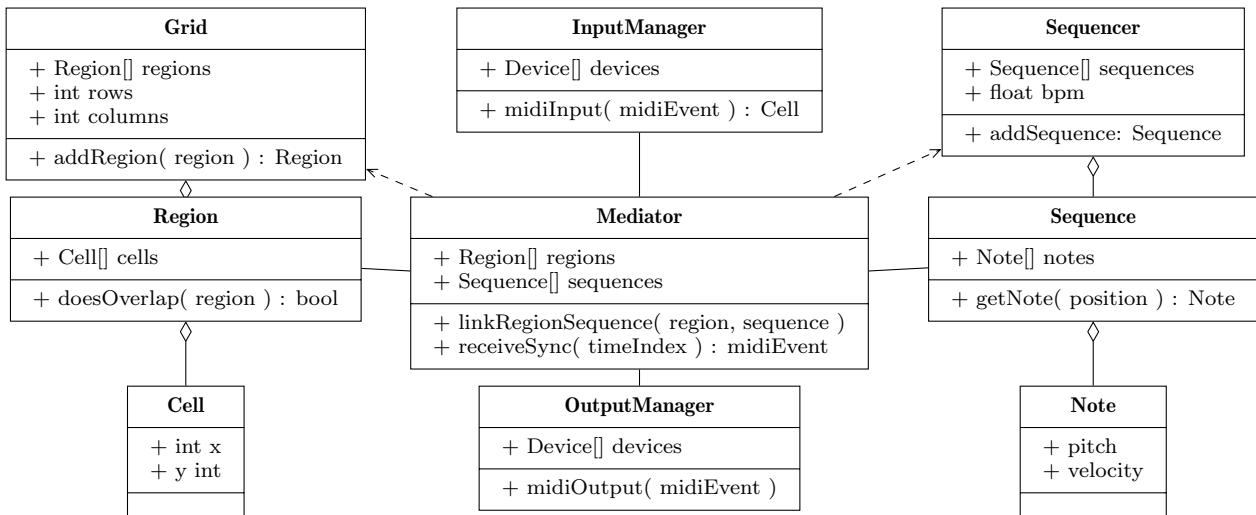 Grid
+ Region[] regions
+ int rows
+ int columns
+ addRegion( region ) : Region
InputManager
+ Device[] devices
+ midiInput( midiEvent ) : Cell
Sequencer
+ Sequence[] sequences
+ float bpm
+ addSequence: Sequence
Region
+ Cell[] cells
+ doesOverlap( region ) : bool
Mediator
+ Region[] regions
+ Sequence[] sequences
+ linkRegionSequence( region, sequence )
+ receiveSync( timeIndex ) : midiEvent
Sequence
+ Note[] notes
+ getNote( position ) : Note
Cell
+ int x
+ y int
OutputManager
+ Device[] devices
+ midiOutput( midiEvent )
Note
+ pitch
+ velocity